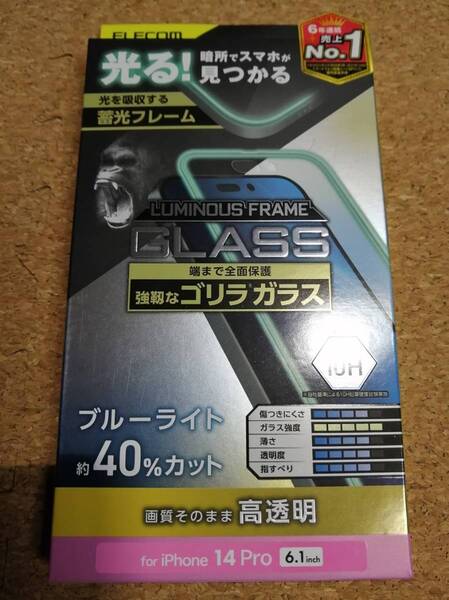 ELECOM
光る!
暗所でスマホが
見つかる
6年連続
売上
No.1
光を吸収する
蓄光フレーム
LUMINOUS FRAME
GLASS
端まで全面保護
強靭なゴリラガラス
10H
傷つきにくさ
ガラス強度
薄さ
透明度
指すべり
ブルーライト
約40%カット
画質そのまま高透明
for iPhone 14 Pro 6.1inch